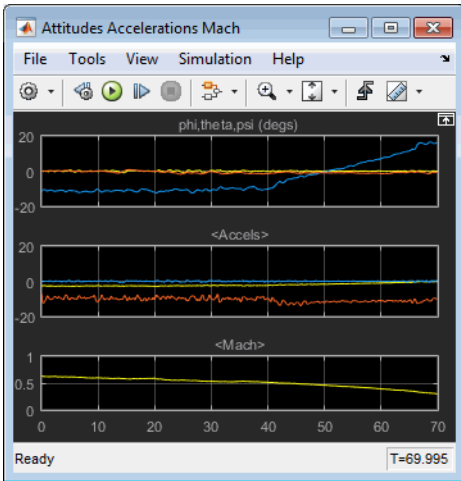 Attitudes Accelerations Mach
File Tools View Simulation Help
phi,theta,psi (degs)
20
0
-20
<Accels>
20
0
-20
<Mach>
1
0.5
0
0 10 20 30 40 50 60 70
Ready T=69.995